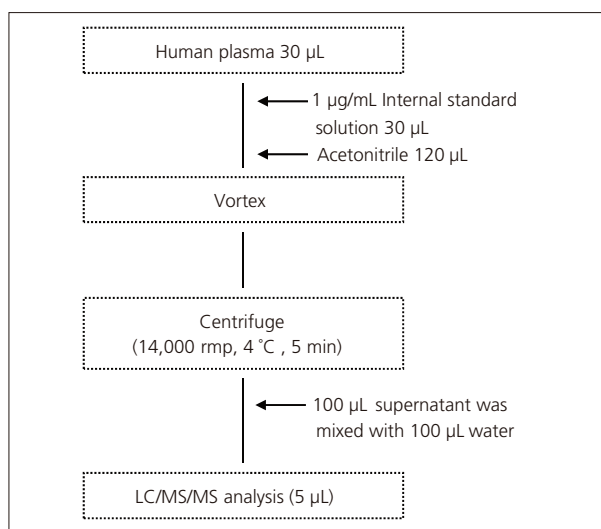 Human plasma 30 µL
1 µg/mL Internal standard
solution 30 µL
Acetonitrile 120 µL
Vortex
Centrifuge
(14,000 rmp, 4 ˚C , 5 min)
100 µL supernatant was
mixed with 100 µL water
LC/MS/MS analysis (5 µL)